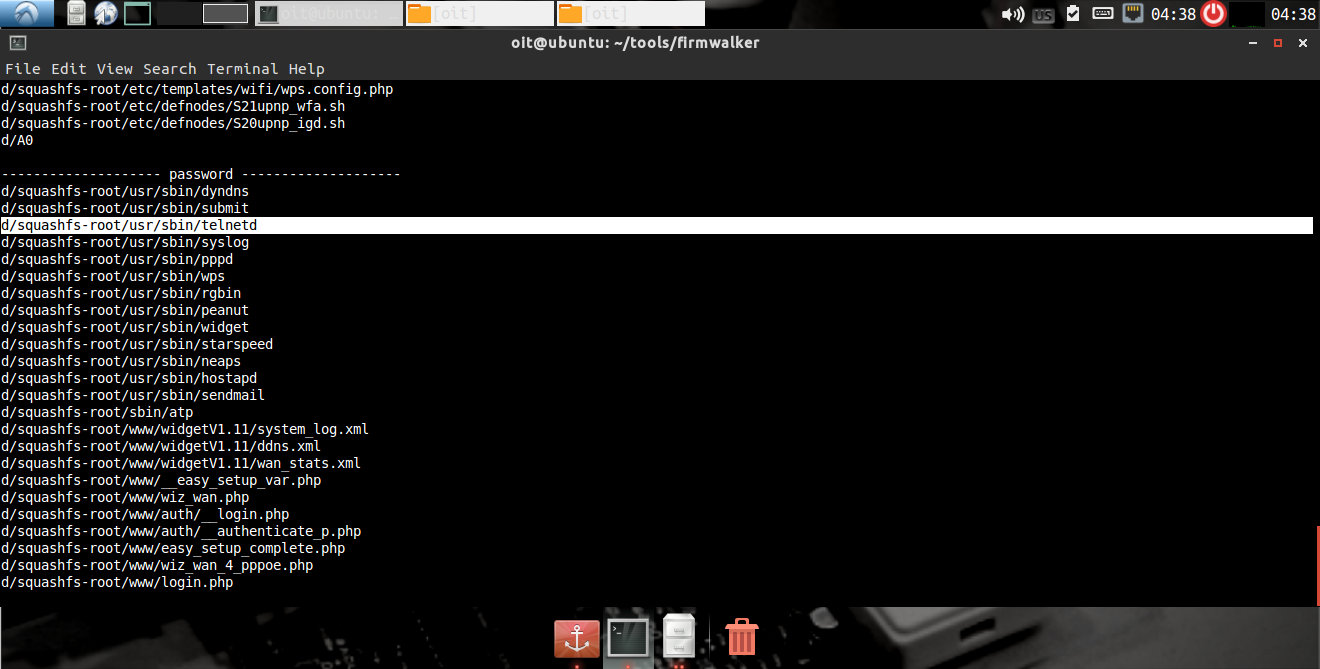 oit@ubuntu: [oit] [oit] us 04:38 04:38
oit@ubuntu: ~/tools/firmwalker
File Edit View Search Terminal Help
d/squashfs-root/etc/templates/wifi/wps.config.php
d/squashfs-root/etc/defnodes/S21upnp_wfa.sh
d/squashfs-root/etc/defnodes/S20upnp_igd.sh
d/A0
-------------------- password --------------------
d/squashfs-root/usr/sbin/dyndns
d/squashfs-root/usr/sbin/submit
d/squashfs-root/usr/sbin/telnetd
d/squashfs-root/usr/sbin/syslog
d/squashfs-root/usr/sbin/pppd
d/squashfs-root/usr/sbin/wps
d/squashfs-root/usr/sbin/rgbin
d/squashfs-root/usr/sbin/peanut
d/squashfs-root/usr/sbin/widget
d/squashfs-root/usr/sbin/starspeed
d/squashfs-root/usr/sbin/neaps
d/squashfs-root/usr/sbin/hostapd
d/squashfs-root/usr/sbin/sendmail
d/squashfs-root/sbin/atp
d/squashfs-root/www/widgetV1.11/system_log.xml
d/squashfs-root/www/widgetV1.11/ddns.xml
d/squashfs-root/www/widgetV1.11/wan_stats.xml
d/squashfs-root/www/__easy_setup_var.php
d/squashfs-root/www/wiz_wan.php
d/squashfs-root/www/auth/__login.php
d/squashfs-root/www/auth/__authenticate_p.php
d/squashfs-root/www/easy_setup_complete.php
d/squashfs-root/www/wiz_wan_4_pppoe.php
d/squashfs-root/www/login.php